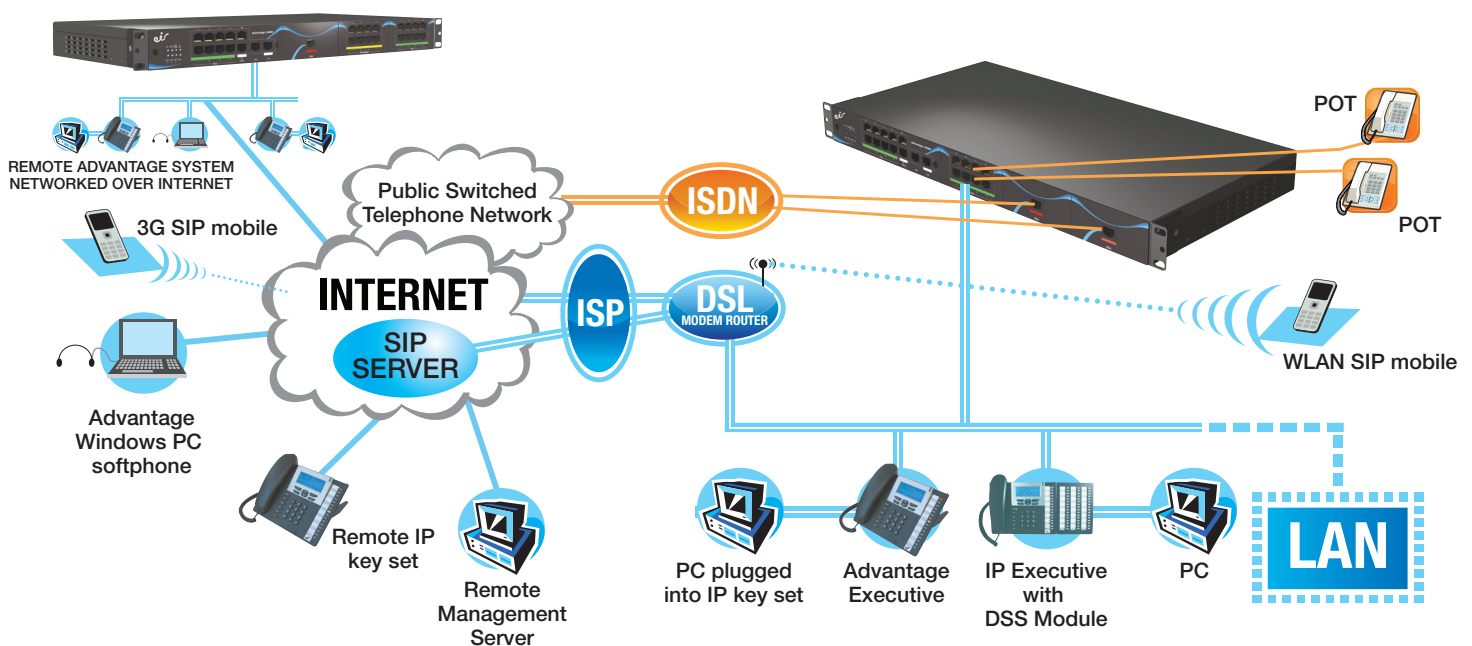 eir
REMOTE ADVANTAGE SYSTEM
NETWORKED OVER INTERNET
3G SIP mobile
Public Switched
Telephone Network
ISDN
POT
POT
eir
INTERNET
SIP
SERVER
ISP
DSL
MODEM ROUTER
WLAN SIP mobile
Advantage
Windows PC
softphone
Remote IP
key set
Remote
Management
Server
PC plugged
into IP key set
Advantage
Executive
IP Executive
with
DSS Module
PC
LAN